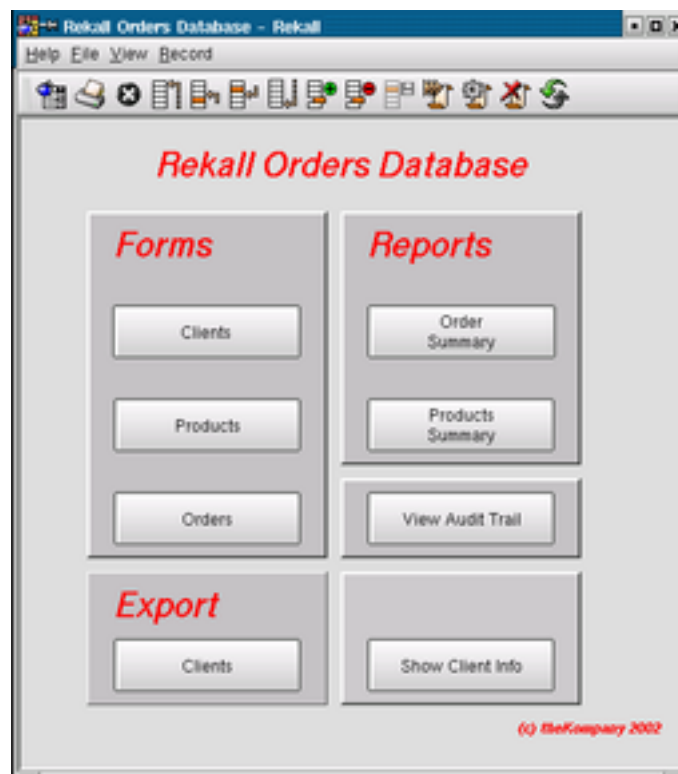 Rekall Orders Database - Rekall
Help File View Record
Rekall Orders Database
Forms
Clients
Products
Orders
Reports
Order
Summary
Products
Summary
View Audit Trail
Export
Clients
Show Client Info
(c) theKompany 2002